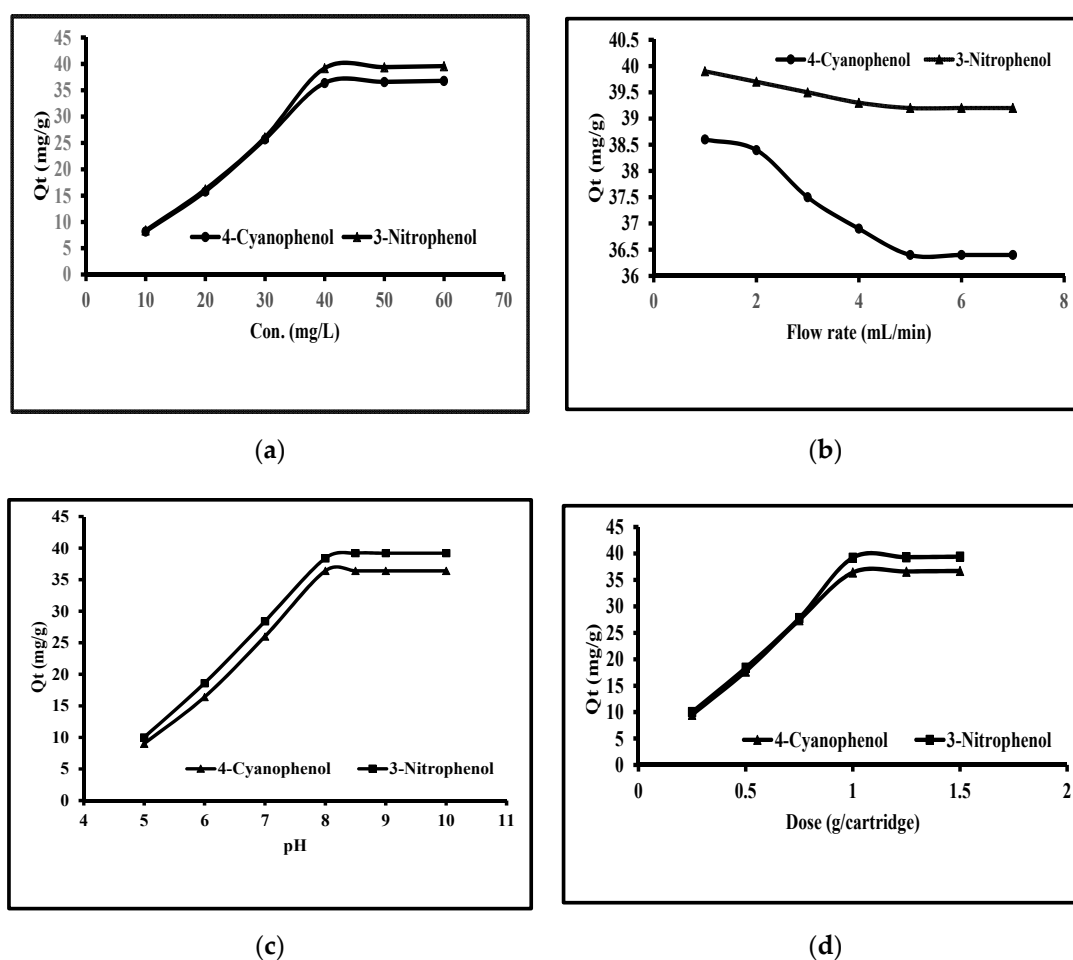 45
40
35
30
25
20
15
10
5
0
Qt (mg/g)
4-Cyanophenol 3-Nitrophenol
0 10 20 30 40 50 60 70
Con. (mg/L)
(a)
40.5
40
39.5
39
38.5
38
37.5
37
36.5
36
Qt (mg/g)
4-Cyanophenol 3-Nitrophenol
0 2 4 6 8
Flow rate (mL/min)
(b)
45
40
35
30
25
20
15
10
5
0
Qt (mg/g)
4-Cyanophenol 3-Nitrophenol
4 5 6 7 8 9 10 11
pH
(c)
45
40
35
30
25
20
15
10
5
0
Qt (mg/g)
4-Cyanophenol 3-Nitrophenol
0 0.5 1 1.5 2
Dose (g/cartridge)
(d)